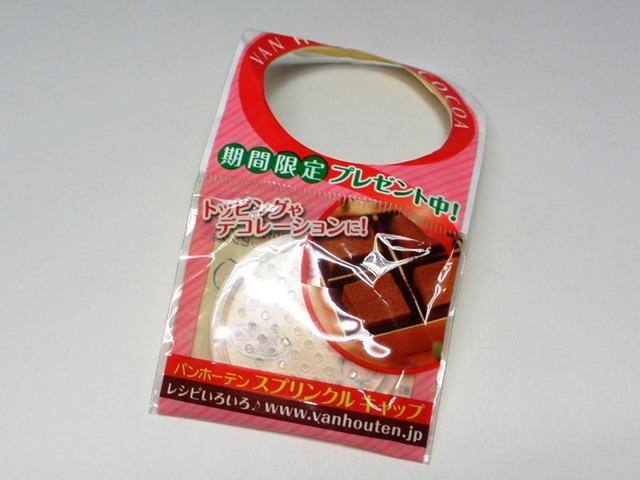 VAN H COCOA
期間限定プレゼント中!
トッピングや
デコレーションに!
バンホーテン スプリンクル キャップ
レシピいろいろ♪ www.vanhouten.jp